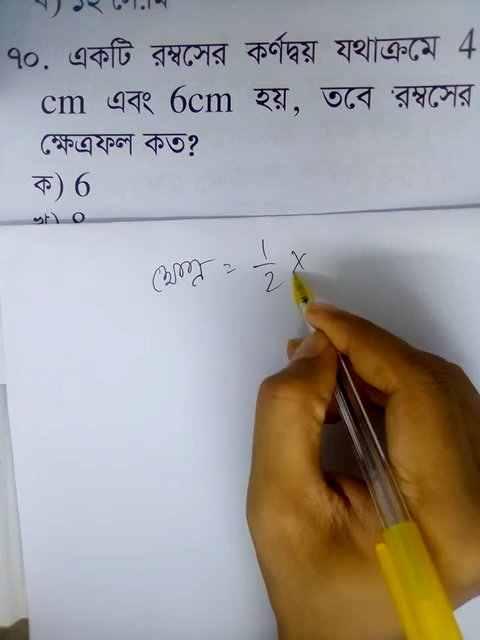 ৭০. একটি রম্বসের কর্ণদ্বয় যথাক্রমে 4
cm এবং 6cm হয়, তবে রম্বসের
ক্ষেত্রফল কত?
ক) 6
= 1/2 ×